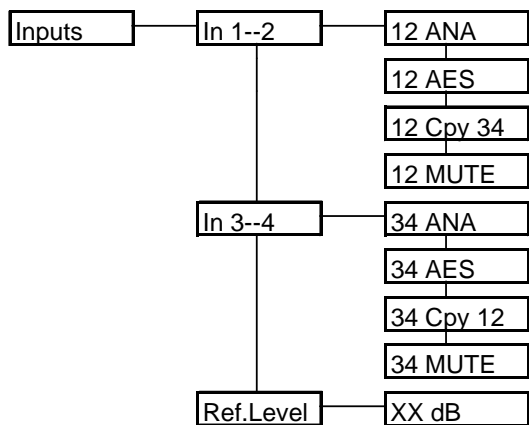 Inputs In 1--2 12 ANA
12 AES
12 Cpy 34
12 MUTE
In 3--4 34 ANA
34 AES
34 Cpy 12
34 MUTE
Ref.Level XX dB